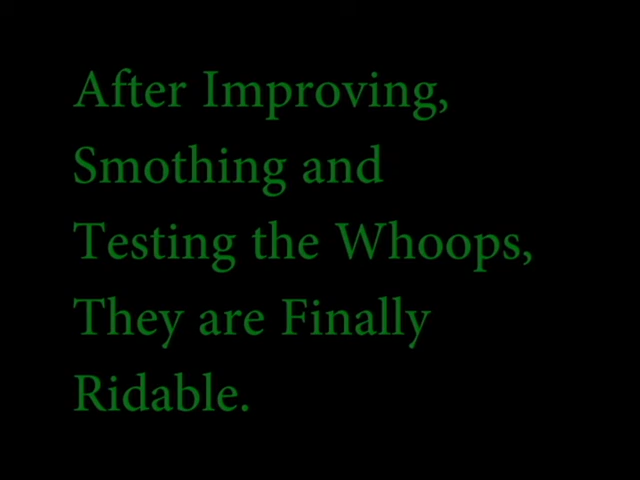 After Improving,
Smothing and
Testing the Whoops,
They are Finally
Ridable.